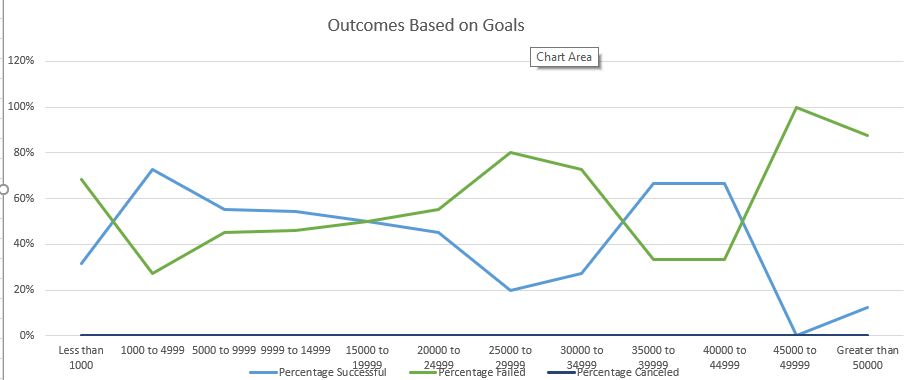 Outcomes Based on Goals
Chart Area
120%
100%
80%
60%
40%
20%
0%
Less than
1000
1000 to 4999
5000 to 9999
9999 to 14999
15000 to
19999
20000 to
24999
25000 to
29999
30000 to
34999
35000 to
39999
40000 to
44999
45000 to
49999
Greater than
50000
Percentage Successful
Percentage Failed
Percentage Canceled